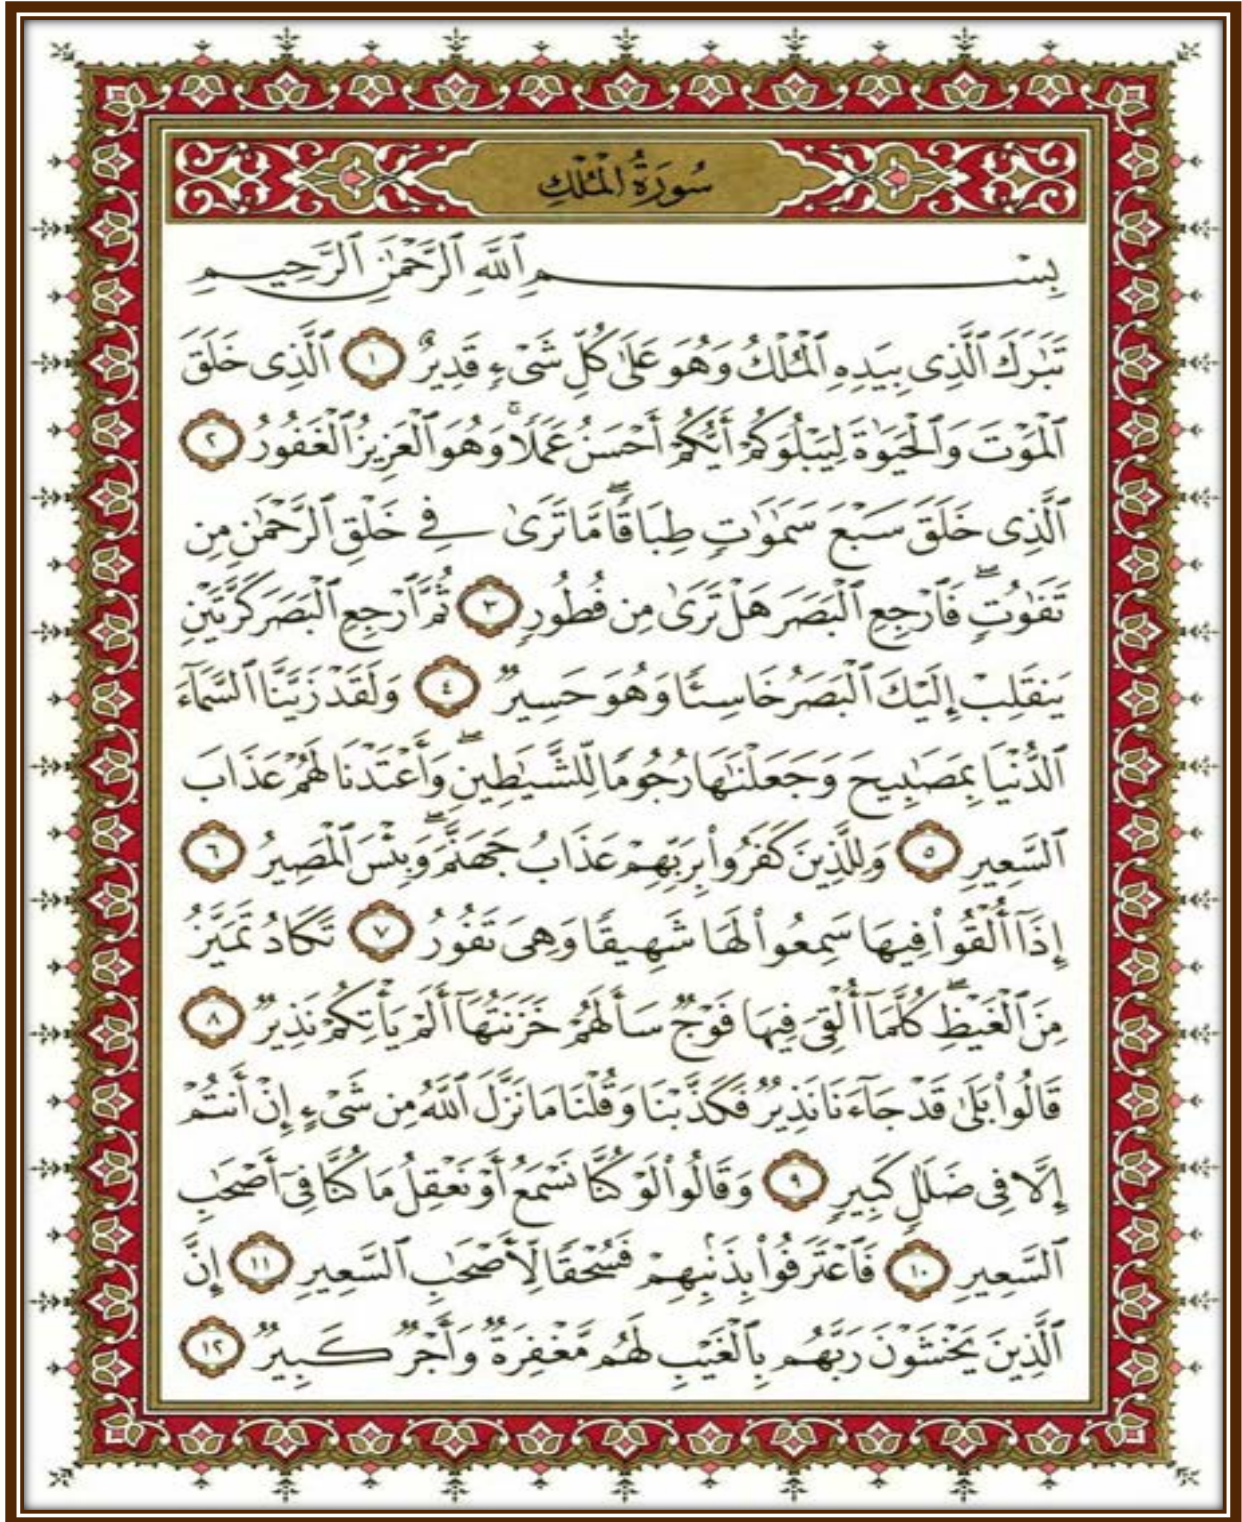 سُورَةُ الْمُلْكِ
بِسْمِ ٱللَّهِ ٱلرَّحْمَٰنِ ٱلرَّحِيمِ
تَبَٰرَكَ ٱلَّذِى بِيَدِهِ ٱلْمُلْكُ وَهُوَ عَلَىٰ كُلِّ شَىْءٍ قَدِيرٌ ١ ٱلَّذِى خَلَقَ
ٱلْمَوْتَ وَٱلْحَيَوٰةَ لِيَبْلُوَكُمْ أَيُّكُمْ أَحْسَنُ عَمَلًا ۚ وَهُوَ ٱلْعَزِيزُ ٱلْغَفُورُ ٢
ٱلَّذِى خَلَقَ سَبْعَ سَمَٰوَٰتٍ طِبَاقًا ۖ مَّا تَرَىٰ فِى خَلْقِ ٱلرَّحْمَٰنِ مِن
تَفَٰوُتٍ ۖ فَٱرْجِعِ ٱلْبَصَرَ هَلْ تَرَىٰ مِن فُطُورٍ ٣ ثُمَّ ٱرْجِعِ ٱلْبَصَرَ كَرَّتَيْنِ
يَنقَلِبْ إِلَيْكَ ٱلْبَصَرُ خَاسِئًا وَهُوَ حَسِيرٌ ٤ وَلَقَدْ زَيَّنَّا ٱلسَّمَآءَ
ٱلدُّنْيَا بِمَصَٰبِيحَ وَجَعَلْنَٰهَا رُجُومًا لِّلشَّيَٰطِينِ ۖ وَأَعْتَدْنَا لَهُمْ عَذَابَ
ٱلسَّعِيرِ ٥ وَلِلَّذِينَ كَفَرُوا۟ بِرَبِّهِمْ عَذَابُ جَهَنَّمَ ۖ وَبِئْسَ ٱلْمَصِيرُ ٦
إِذَآ أُلْقُوا۟ فِيهَا سَمِعُوا۟ لَهَا شَهِيقًا وَهِىَ تَفُورُ ٧ تَكَادُ تَمَيَّزُ
مِنَ ٱلْغَيْظِ ۖ كُلَّمَآ أُلْقِىَ فِيهَا فَوْجٌ سَأَلَهُمْ خَزَنَتُهَآ أَلَمْ يَأْتِكُمْ نَذِيرٌ ٨
قَالُوا۟ بَلَىٰ قَدْ جَآءَنَا نَذِيرٌ فَكَذَّبْنَا وَقُلْنَا مَا نَزَّلَ ٱللَّهُ مِن شَىْءٍ إِنْ أَنتُمْ
إِلَّا فِى ضَلَٰلٍ كَبِيرٍ ٩ وَقَالُوا۟ لَوْ كُنَّا نَسْمَعُ أَوْ نَعْقِلُ مَا كُنَّا فِىٓ أَصْحَٰبِ
ٱلسَّعِيرِ ١٠ فَٱعْتَرَفُوا۟ بِذَنۢبِهِمْ فَسُحْقًا لِّأَصْحَٰبِ ٱلسَّعِيرِ ١١ إِنَّ
ٱلَّذِينَ يَخْشَوْنَ رَبَّهُم بِٱلْغَيْبِ لَهُم مَّغْفِرَةٌ وَأَجْرٌ كَبِيرٌ ١٢